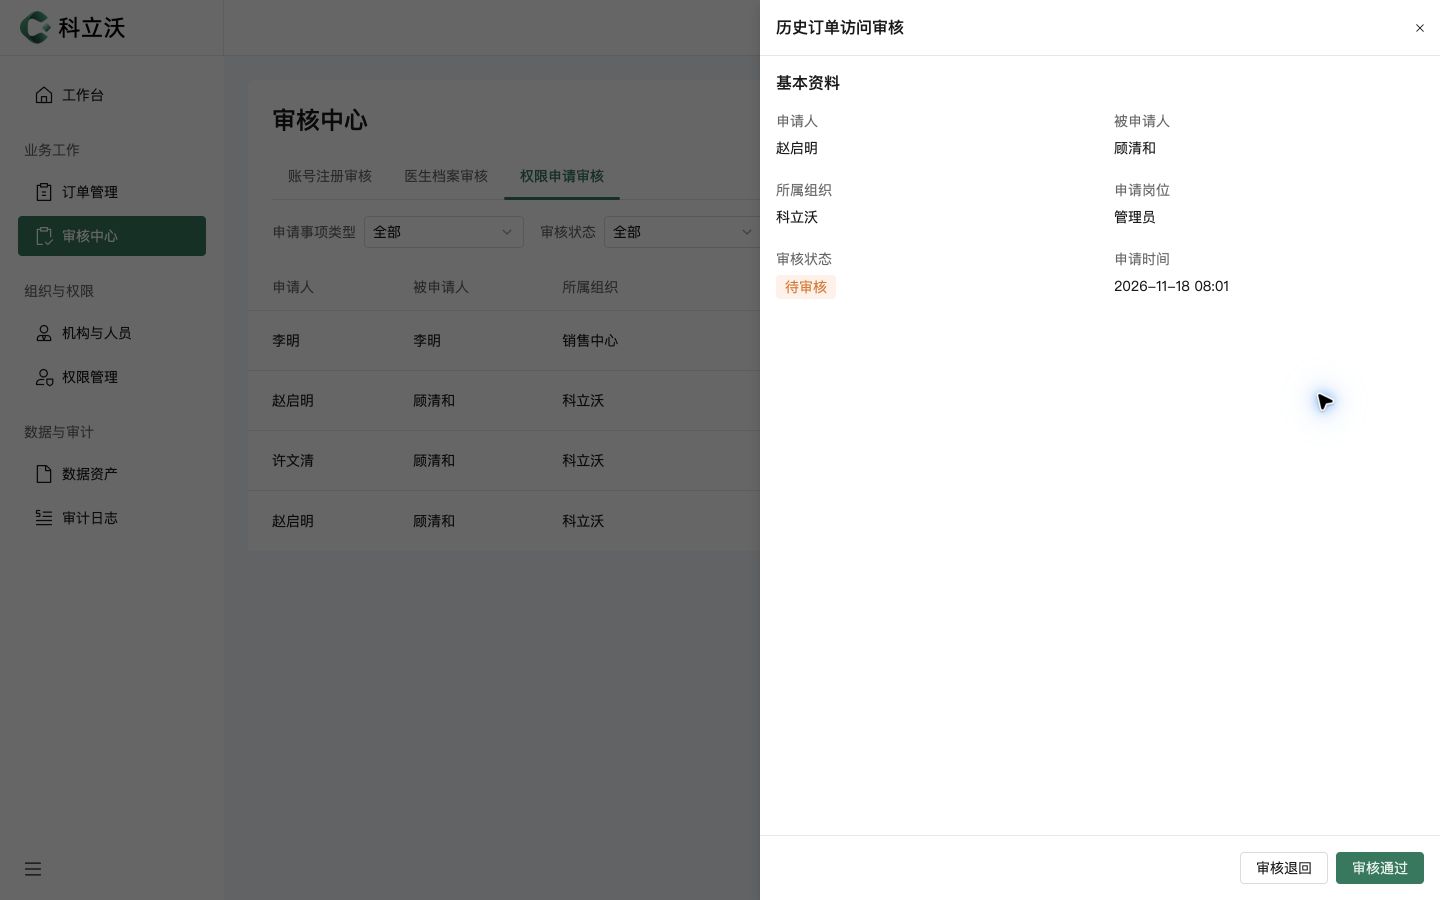 科立沃
工作台
业务工作
订单管理
审核中心
组织与权限
机构与人员
权限管理
数据与审计
数据资产
审计日志
审核中心
账号注册审核 医生档案审核 权限申请审核
申请事项类型 全部 审核状态 全部
申请人 被申请人 所属组织
李明 李明 销售中心
赵启明 顾清和 科立沃
许文清 顾清和 科立沃
赵启明 顾清和 科立沃
历史订单访问审核
基本资料
申请人 被申请人
赵启明 顾清和
所属组织 申请岗位
科立沃 管理员
审核状态 申请时间
待审核 2026-11-18 08:01
审核退回 审核通过